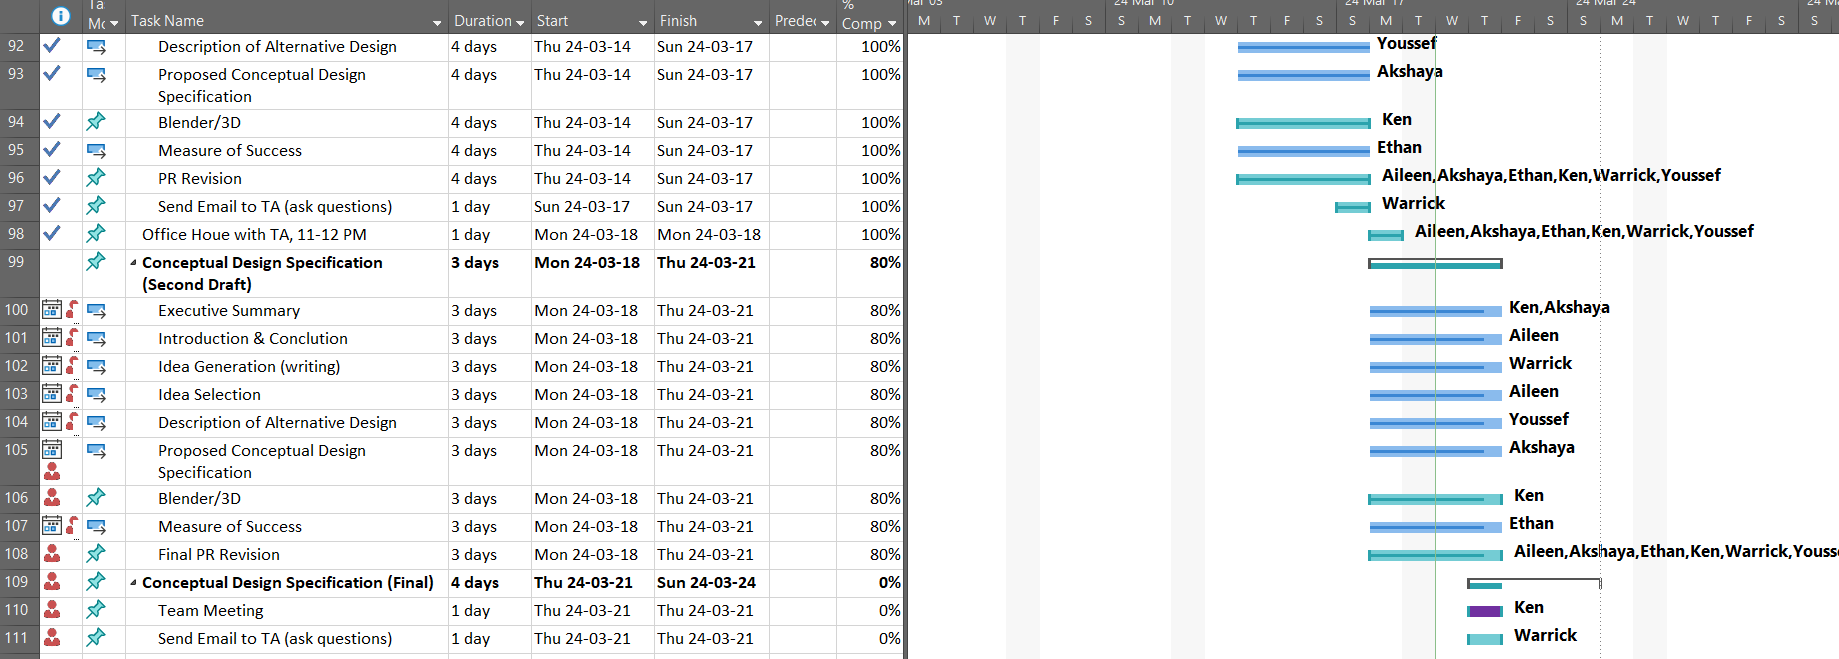 Mar 03 24 Mar 10 24 Mar 17 24 Mar 24
Task Name Duration Start Finish Predec % Comp M T W T F S S M T W T F S S M T W T F S S M T W T F S
92 Description of Alternative Design 4 days Thu 24-03-14 Sun 24-03-17 100% Youssef
93 Proposed Conceptual Design 4 days Thu 24-03-14 Sun 24-03-17 100% Akshaya
Specification
94 Blender/3D 4 days Thu 24-03-14 Sun 24-03-17 100% Ken
95 Measure of Success 4 days Thu 24-03-14 Sun 24-03-17 100% Ethan
96 PR Revision 4 days Thu 24-03-14 Sun 24-03-17 100% Aileen,Akshaya,Ethan,Ken,Warrick,Youssef
97 Send Email to TA (ask questions) 1 day Sun 24-03-17 Sun 24-03-17 100% Warrick
98 Office Houe with TA, 11-12 PM 1 day Mon 24-03-18 Mon 24-03-18 100% Aileen,Akshaya,Ethan,Ken,Warrick,Youssef
99 Conceptual Design Specification 3 days Mon 24-03-18 Thu 24-03-21 80%
(Second Draft)
100 Executive Summary 3 days Mon 24-03-18 Thu 24-03-21 80% Ken,Akshaya
101 Introduction & Conclution 3 days Mon 24-03-18 Thu 24-03-21 80% Aileen
102 Idea Generation (writing) 3 days Mon 24-03-18 Thu 24-03-21 80% Warrick
103 Idea Selection 3 days Mon 24-03-18 Thu 24-03-21 80% Aileen
104 Description of Alternative Design 3 days Mon 24-03-18 Thu 24-03-21 80% Youssef
105 Proposed Conceptual Design 3 days Mon 24-03-18 Thu 24-03-21 80% Akshaya
Specification
106 Blender/3D 3 days Mon 24-03-18 Thu 24-03-21 80% Ken
107 Measure of Success 3 days Mon 24-03-18 Thu 24-03-21 80% Ethan
108 Final PR Revision 3 days Mon 24-03-18 Thu 24-03-21 80% Aileen,Akshaya,Ethan,Ken,Warrick,Yousse
109 Conceptual Design Specification (Final) 4 days Thu 24-03-21 Sun 24-03-24 0%
110 Team Meeting 1 day Thu 24-03-21 Thu 24-03-21 0% Ken
111 Send Email to TA (ask questions) 1 day Thu 24-03-21 Thu 24-03-21 0% Warrick